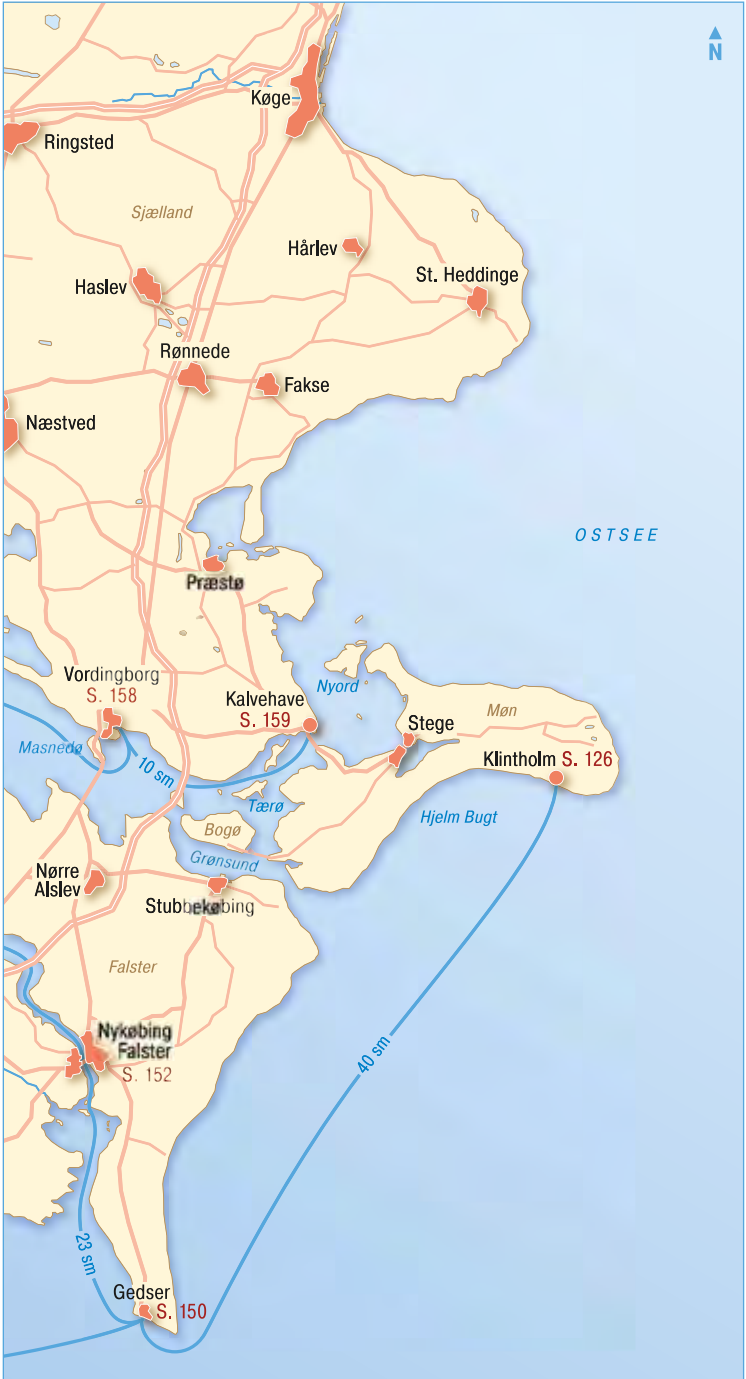 N
Køge
Ringsted
Sjælland
Hårlev
St. Heddinge
Haslev
Rønnede
Fakse
Næstved
OSTSEE
Præstø
Vordingborg
S. 158
Nyord
Kalvehave
S. 159
Stege
Møn
Masnedø
10 sm
Klintholm S. 126
Tærø
Hjelm Bugt
Bogø
Grønsund
Nørre
Alslev
Stubbekøbing
Falster
Nykøbing
Falster
S. 152
40 sm
23 sm
Gedser
S. 150